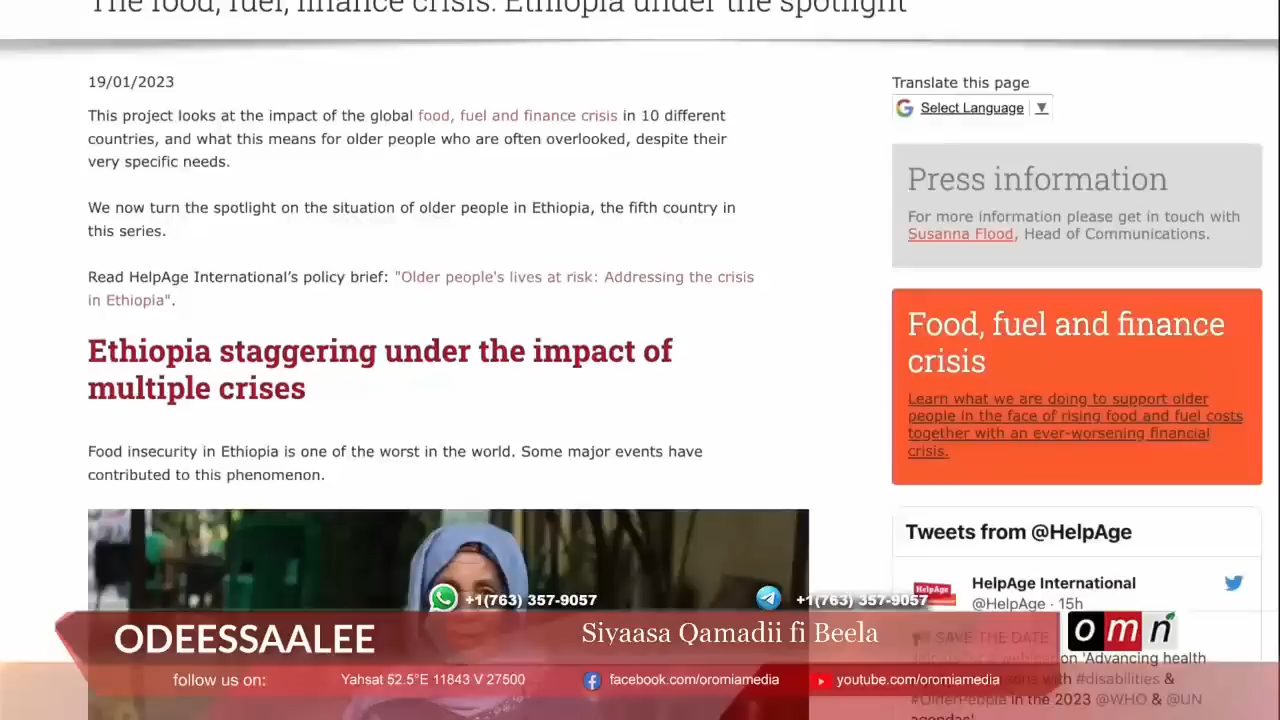 The food, fuel, finance crisis: Ethiopia under the spotlight
19/01/2023
This project looks at the impact of the global food, fuel and finance crisis in 10 different
countries, and what this means for older people who are often overlooked, despite their
very specific needs.
We now turn the spotlight on the situation of older people in Ethiopia, the fifth country in
this series.
Read HelpAge International's policy brief: "Older people's lives at risk: Addressing the crisis
in Ethiopia".
Ethiopia staggering under the impact of
multiple crises
Food insecurity in Ethiopia is one of the worst in the world. Some major events have
contributed to this phenomenon.
Translate this page
Select Language ▼
Press information
For more information please get in touch with
Susanna Flood, Head of Communications.
Food, fuel and finance
crisis
Learn what we are doing to support older
people in the face of rising food and fuel costs
together with an ever-worsening financial
crisis.
Tweets from @HelpAge
HelpAge
HelpAge International
@HelpAge · 15h
SAVE THE DATE
'Advancing health
with #disabilities &
#OlderPeople in the 2023 @WHO & @UN
agendas'
+1(763) 357-9057
+1(763) 357-9057
ODEESSAALEE
Siyaasa Qamadii fi Beela
omn
follow us on:
Yahsat 52.5°E 11843 V 27500
facebook.com/oromiamedia
youtube.com/oromiamedia